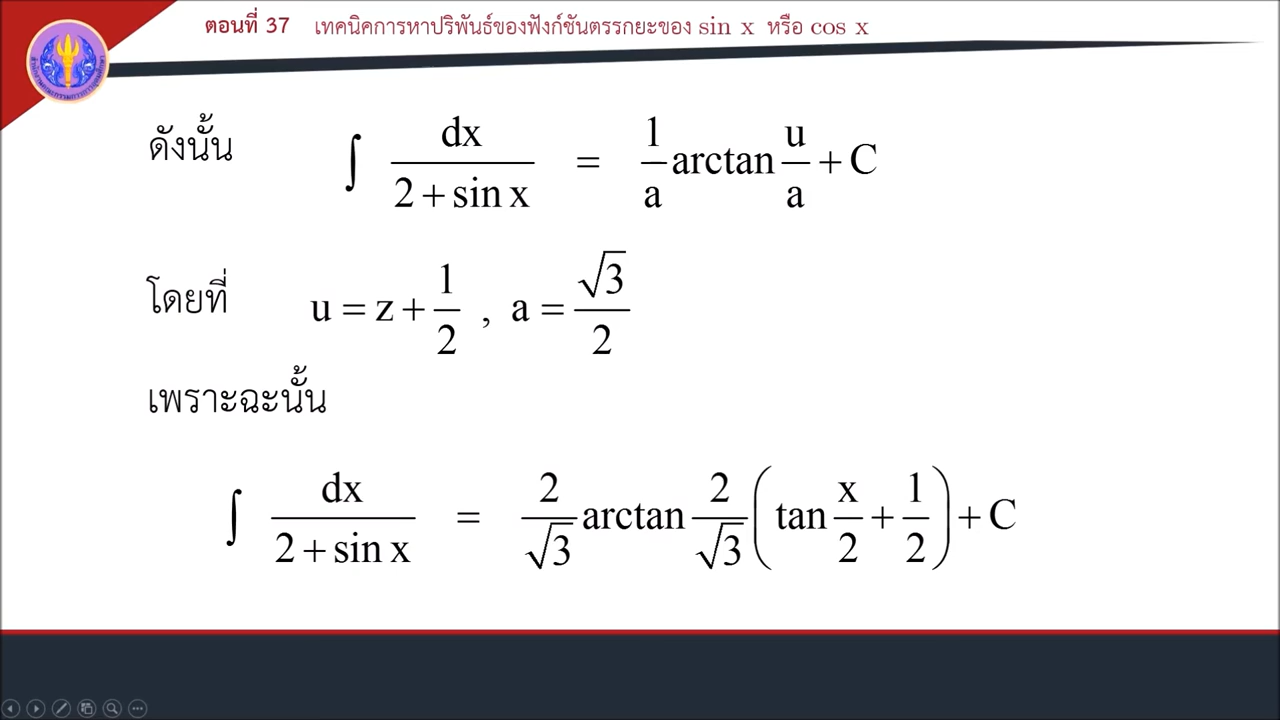 ตอนที่ 37 เทคนิคการหาปริพันธ์ของฟังก์ชันตรรกยะของ sin x หรือ cos x
ดังนั้น ∫ dx/(2 + sin x) = 1/a arctan u/a + C
โดยที่ u = z + 1/2 , a = √3/2
เพราะฉะนั้น
∫ dx/(2 + sin x) = 2/√3 arctan 2/√3 (tan x/2 + 1/2) + C